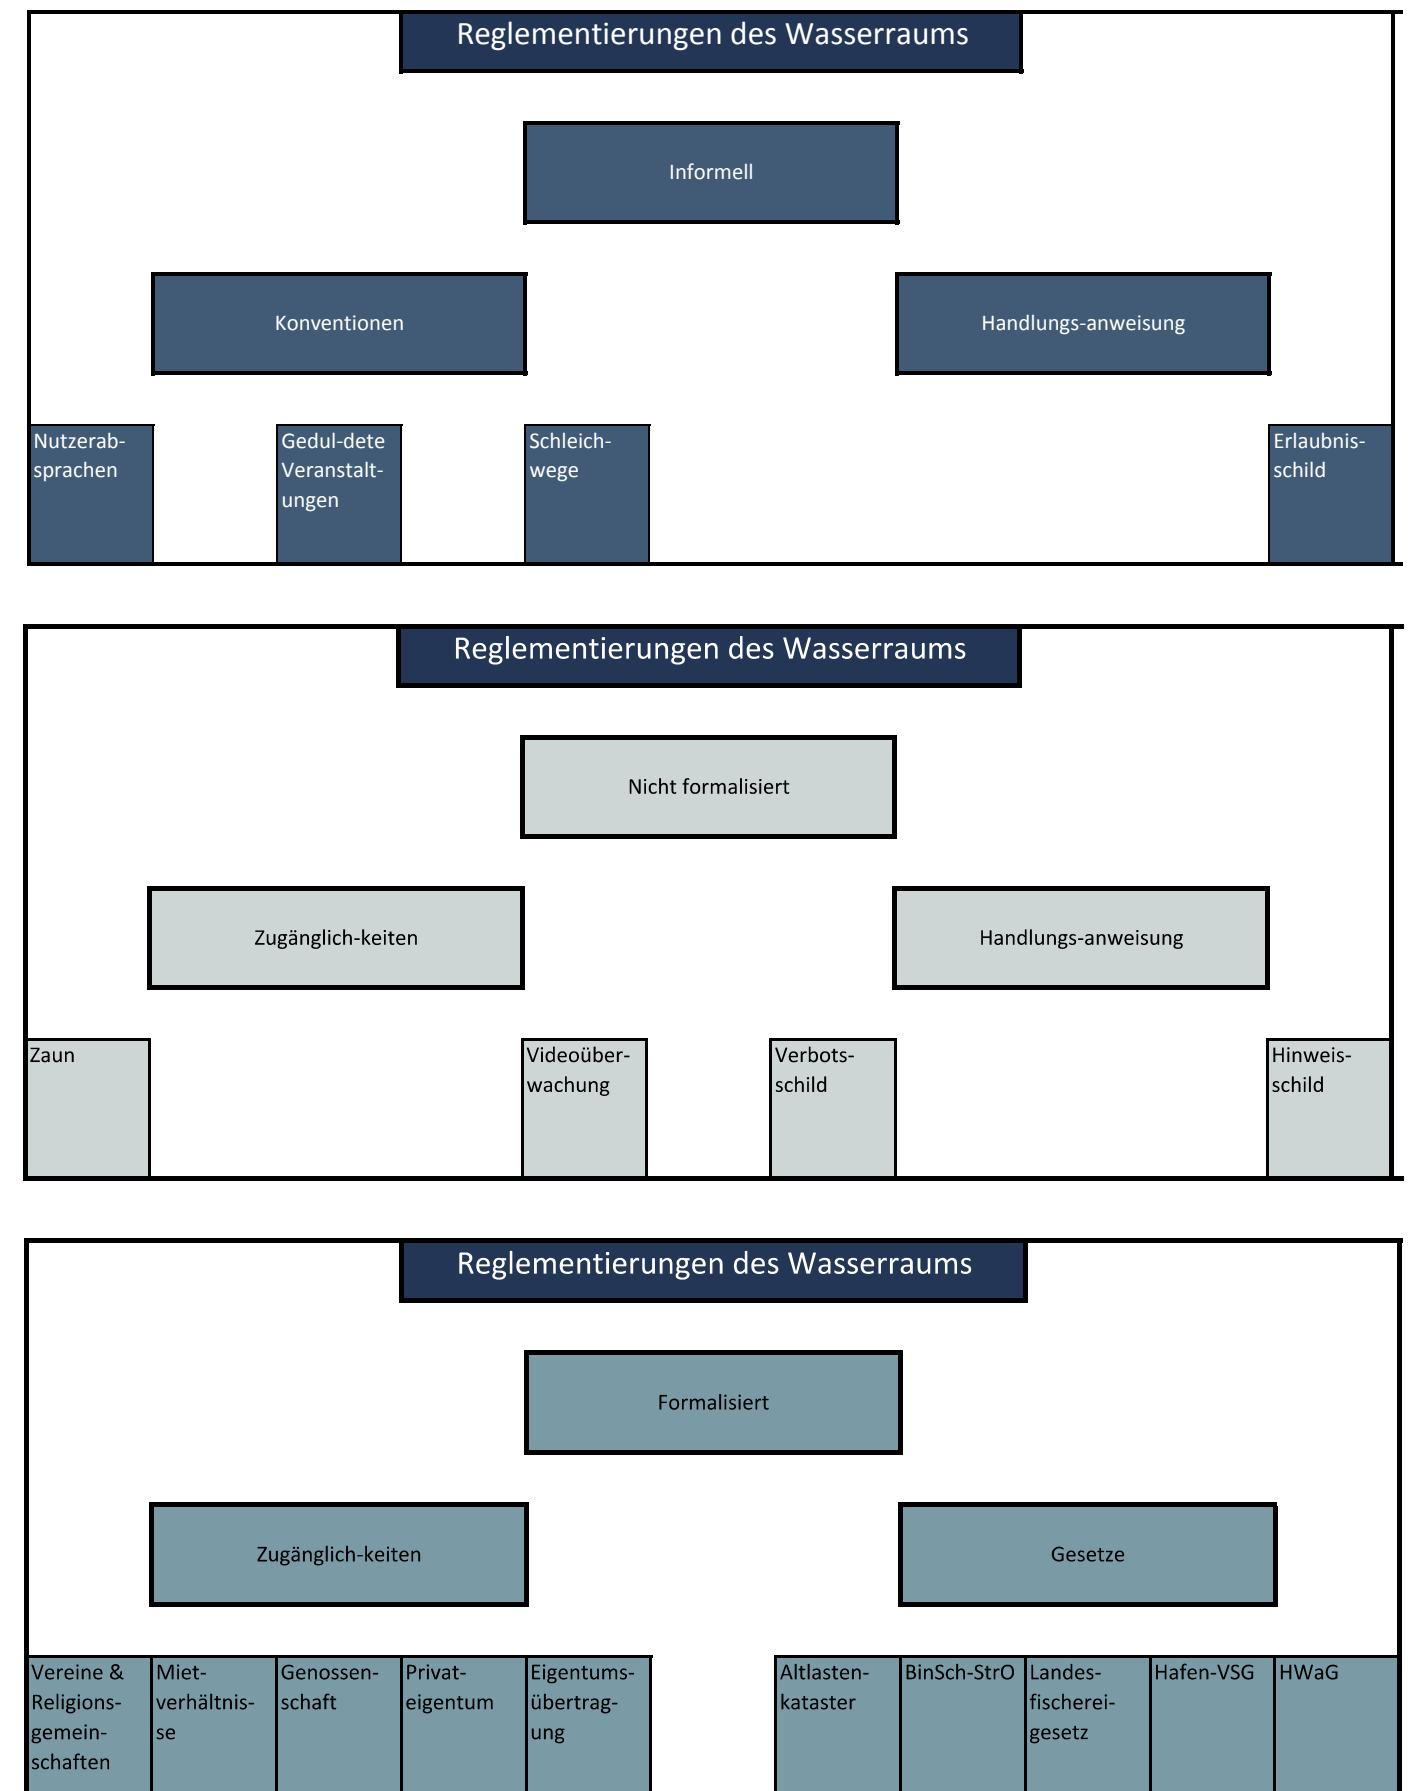 Reglementierungen des Wasserraums
Informell
Konventionen
Handlungs-anweisung
Nutzerab-
sprachen
Gedul-dete
Veranstalt-
ungen
Schleich-
wege
Erlaubnis-
schild
Reglementierungen des Wasserraums
Nicht formalisiert
Zugänglich-keiten
Handlungs-anweisung
Zaun
Videoüber-
wachung
Verbots-
schild
Hinweis-
schild
Reglementierungen des Wasserraums
Formalisiert
Zugänglich-keiten
Gesetze
Vereine &
Religions-
gemein-
schaften
Miet-
verhältnis-
se
Genossen-
schaft
Privat-
eigentum
Eigentums-
übertrag-
ung
Altlasten-
kataster
BinSch-StrO
Landes-
fischerei-
gesetz
Hafen-VSG
HWaG